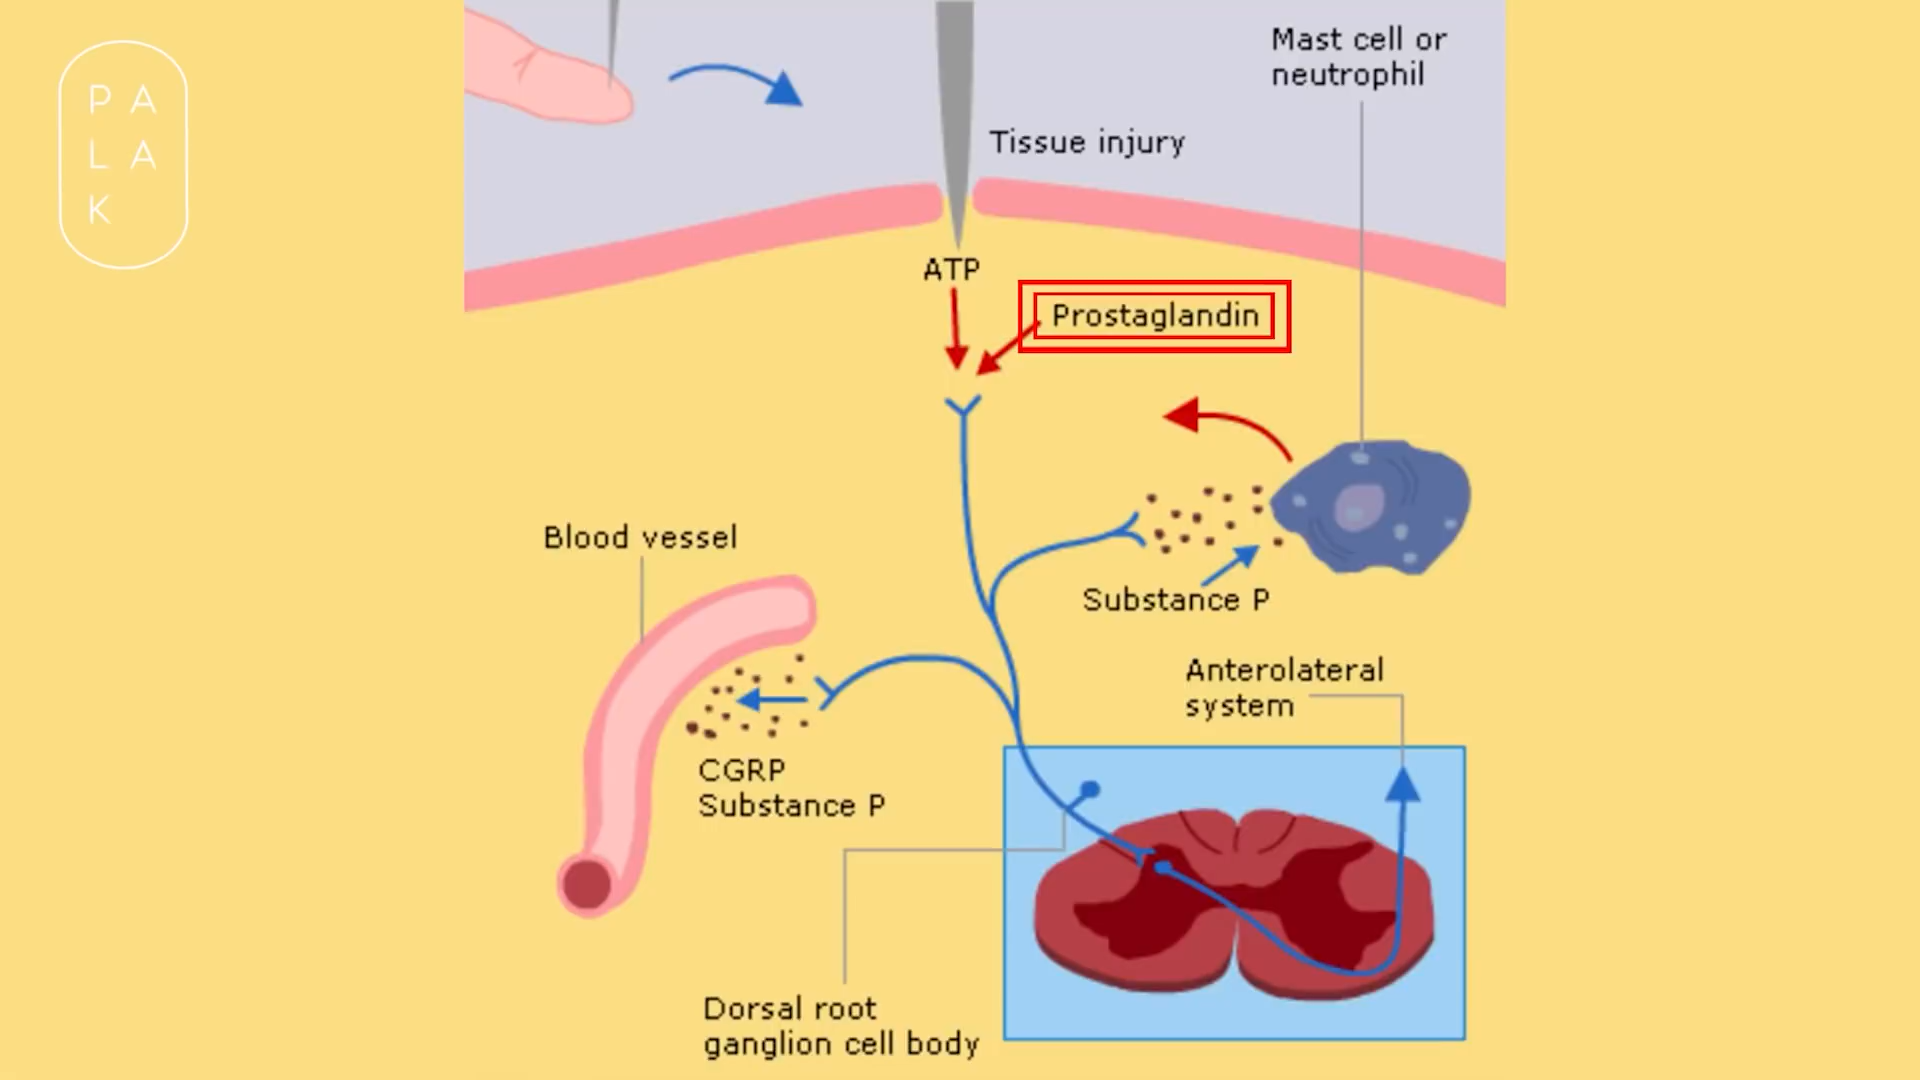 P A
L A
K
Mast cell or
neutrophil
Tissue injury
ATP
Prostaglandin
Blood vessel
Substance P
Anterolateral
system
CGRP
Substance P
Dorsal root
ganglion cell body